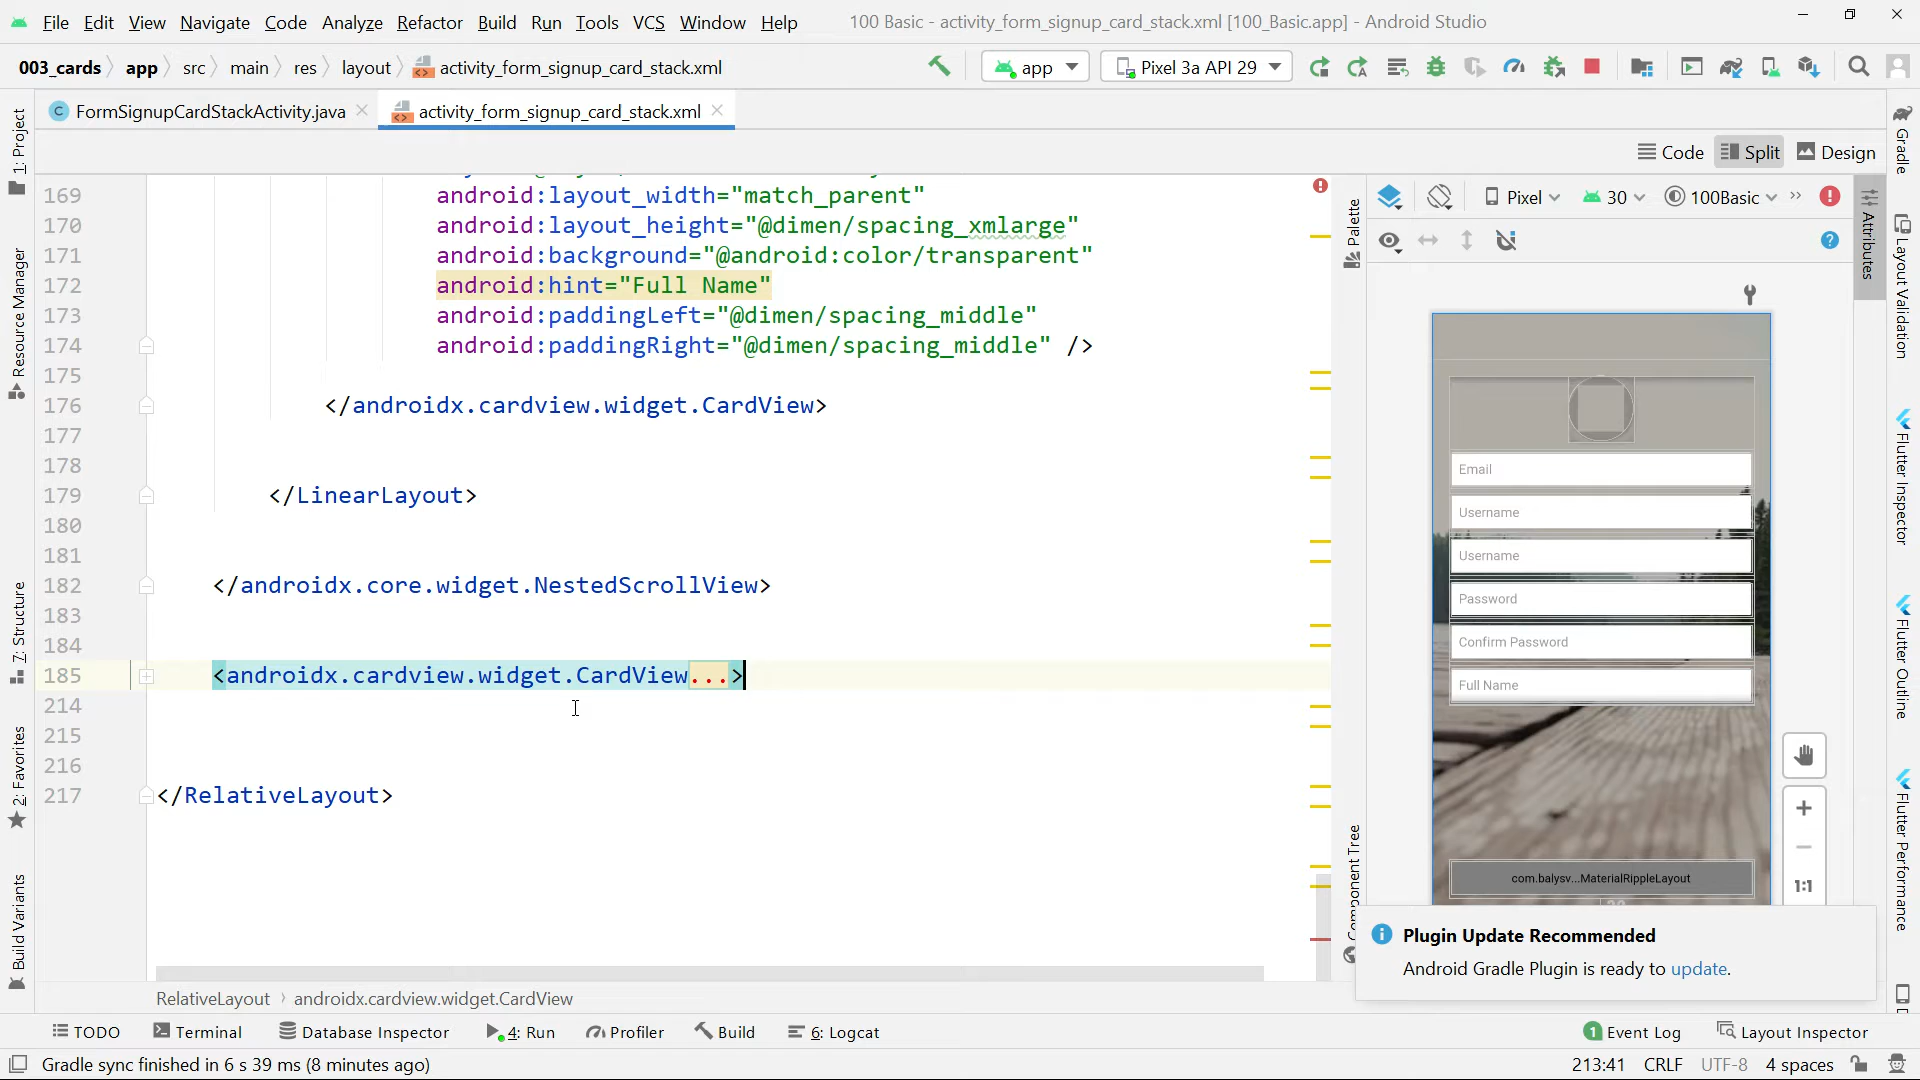 File Edit View Navigate Code Analyze Refactor Build Run Tools VCS Window Help 100 Basic - activity_form_signup_card_stack.xml [100_Basic.app] - Android Studio
003_cards app src main res layout activity_form_signup_card_stack.xml app Pixel 3a API 29
FormSignupCardStackActivity.java activity_form_signup_card_stack.xml
Code Split Design
Pixel 30 100Basic
169 android:layout_width="match_parent"
170 android:layout_height="@dimen/spacing_xmlarge"
171 android:background="@android:color/transparent"
172 android:hint="Full Name"
173 android:paddingLeft="@dimen/spacing_middle"
174 android:paddingRight="@dimen/spacing_middle" />
175
176 </androidx.cardview.widget.CardView>
177
178
179 </LinearLayout>
180
181
182 </androidx.core.widget.NestedScrollView>
183
184
185 <androidx.cardview.widget.CardView...>
214
215
216
217 </RelativeLayout>
1: Project
Resource Manager
7: Structure
2: Favorites
Build Variants
Palette
Component Tree
Email
Username
Username
Password
Confirm Password
Full Name
com.balysv...MaterialRippleLayout
1:1
Attributes
Gradle
Layout Validation
Flutter Inspector
Flutter Outline
Flutter Performance
Plugin Update Recommended
Android Gradle Plugin is ready to update.
RelativeLayout androidx.cardview.widget.CardView
TODO Terminal Database Inspector 4: Run Profiler Build 6: Logcat 1 Event Log Layout Inspector
Gradle sync finished in 6 s 39 ms (8 minutes ago) 213:41 CRLF UTF-8 4 spaces